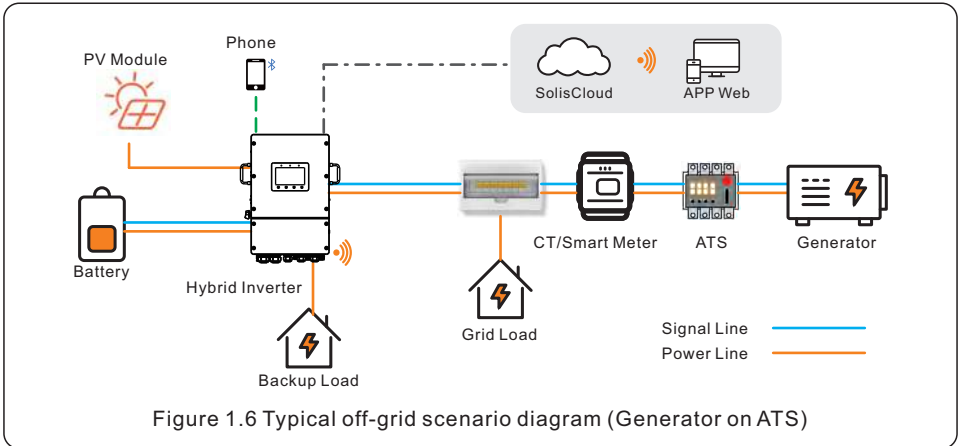 Phone
PV Module
SolisCloud
APP Web
CT/Smart Meter
ATS
Generator
Battery
Hybrid Inverter
Grid Load
Signal Line
Power Line
Backup Load
Figure 1.6 Typical off-grid scenario diagram (Generator on ATS)